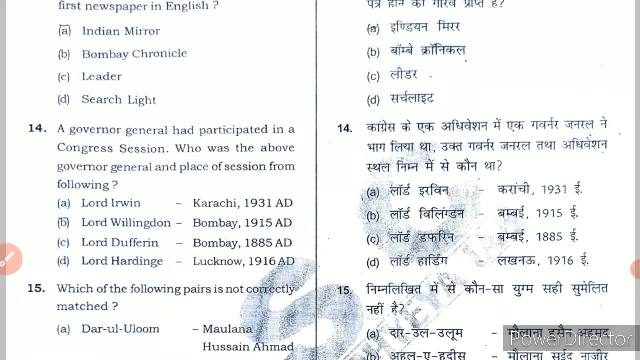 first newspaper in English ?
(a) Indian Mirror
(b) Bombay Chronicle
(c) Leader
(d) Search Light
14. A governor general had participated in a
Congress Session. Who was the above
governor general and place of session from
following ?
(a) Lord Irwin – Karachi, 1931 AD
(b) Lord Willingdon – Bombay, 1915 AD
(c) Lord Dufferin – Bombay, 1885 AD
(d) Lord Hardinge – Lucknow, 1916 AD
15. Which of the following pairs is not correctly
matched ?
(a) Dar-ul-Uloom – Maulana
Hussain Ahmad
पत्र होने का गौरव प्राप्त है?
(a) इण्डियन मिरर
(b) बॉम्बे क्रॉनिकल
(c) लीडर
(d) सर्चलाइट
14. कांग्रेस के एक अधिवेशन में एक गवर्नर जनरल ने
भाग लिया था, उक्त गवर्नर जनरल तथा अधिवेशन
स्थल निम्न में से कौन था?
(a) लॉर्ड इरविन - करांची, 1931 ई.
(b) लॉर्ड विलिंग्डन - बम्बई, 1915 ई.
(c) लॉर्ड डफरिन - बम्बई, 1885 ई.
(d) लॉर्ड हार्डिंग - लखनऊ, 1916 ई.
15. निम्नलिखित में से कौन-सा युग्म सही सुमेलित
नहीं है?
(a) दार-उल-उलूम - मौलाना हुसैन अहमद
(b) अहल-ए-हदीस - मौलाना सईद नाज़ीर
PowerDirector